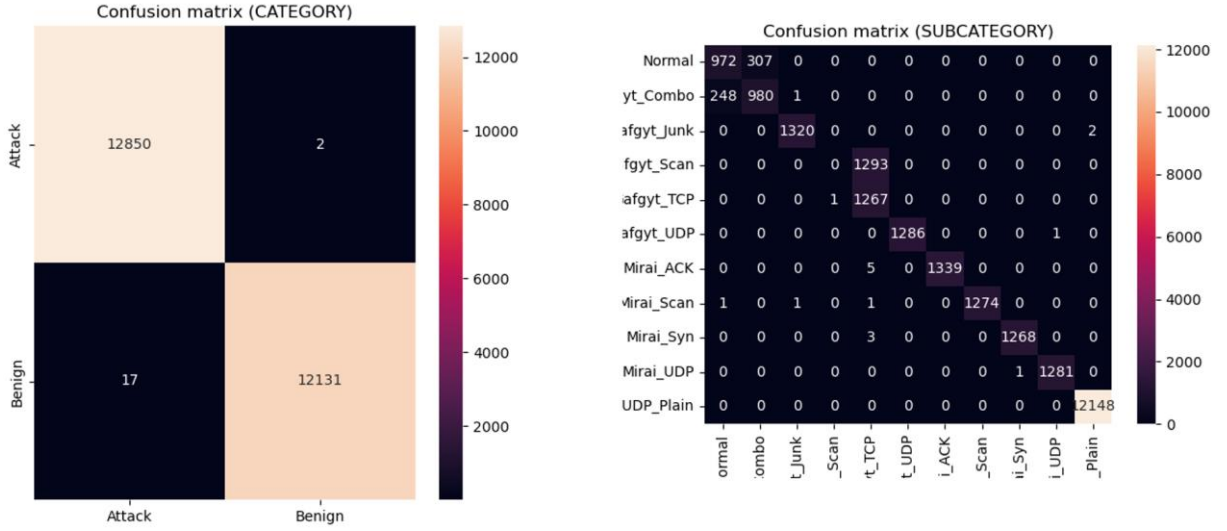 Confusion matrix (CATEGORY)
12850 2
17 12131
Attack
Benign
Attack Benign
12000
10000
8000
6000
4000
2000
Confusion matrix (SUBCATEGORY)
Normal 972 307 0 0 0 0 0 0 0 0 0
yt_Combo 248 980 1 0 0 0 0 0 0 0 0
afgyt_Junk 0 0 1320 0 0 0 0 0 0 0 2
fgyt_Scan 0 0 0 0 1293 0 0 0 0 0 0
afgyt_TCP 0 0 0 1 1267 0 0 0 0 0 0
afgyt_UDP 0 0 0 0 0 1286 0 0 0 1 0
Mirai_ACK 0 0 0 0 5 0 1339 0 0 0 0
Mirai_Scan 1 0 1 0 1 0 0 1274 0 0 0
Mirai_Syn 0 0 0 0 3 0 0 0 1268 0 0
Mirai_UDP 0 0 0 0 0 0 0 0 1 1281 0
UDP_Plain 0 0 0 0 0 0 0 0 0 0 12148
ormal ombo t_Junk _Scan yt_TCP t_UDP i_ACK _Scan ai_Syn i_UDP _Plain
12000
10000
8000
6000
4000
2000
0